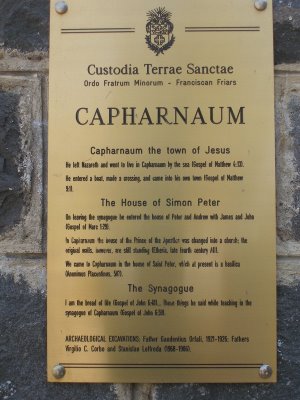 Custodia Terrae Sanctae
Ordo Fratrum Minorum - Franciscan Friars
CAPHARNAUM
Capharnaum the town of Jesus
He left Nazareth and went to live in Capharnaum by the sea (Gospel of Matthew 4:13).
He entered a boat, made a crossing, and came into his own town (Gospel of Matthew
9:1).
The House of Simon Peter
On leaving the synagogue he entered the house of Peter and Andrew with James and John
(Gospel of Mark 1:29).
In Capharnaum the house of the Prince of the Apostles was changed into a church; the
original walls, however, are still standing (Etheria, late fourth century AD).
We came to Capharnaum in the house of Saint Peter, which at present is a basilica
(Anonimus Placentinus, 570).
The Synagogue
I am the bread of life (Gospel of John 6:48). These things he said while teaching in the
synagogue of Capharnaum (Gospel of John 6:59).
ARCHAEOLOGICAL EXCAVATIONS: Father Gaudentius Orfali, 1921-1926; Fathers
Virgilio C. Corbo and Stanislao Loffreda (1968-1986).